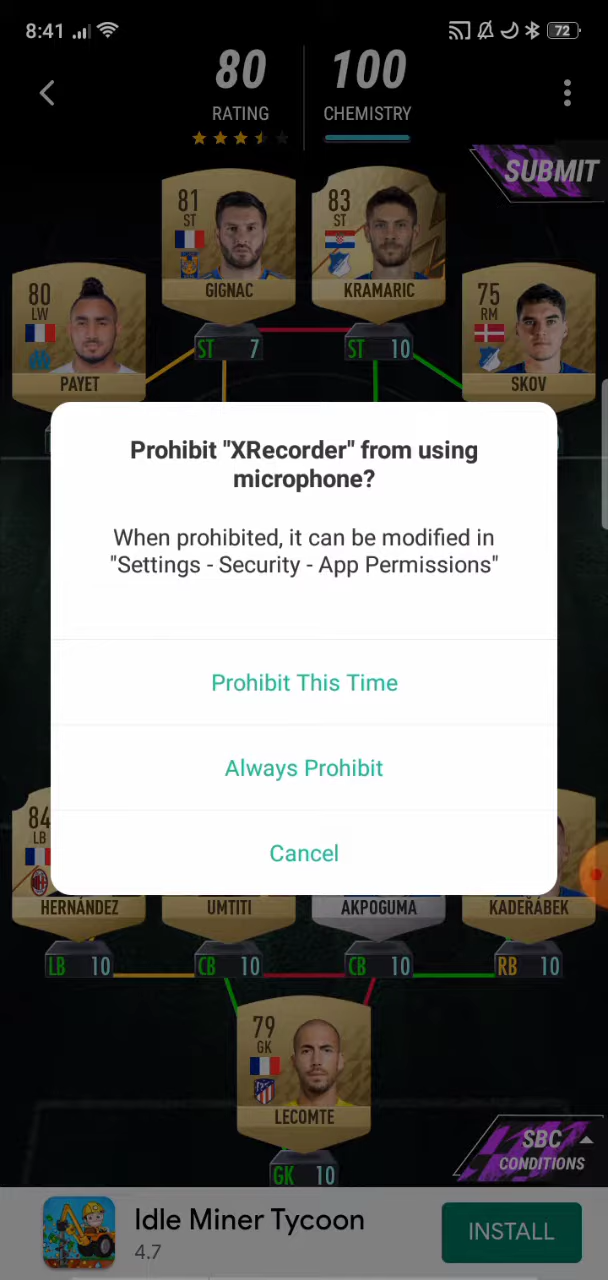 8:41
72
80
100
RATING
CHEMISTRY
SUBMIT
81
ST
83
ST
GIGNAC
KRAMARIC
80
LW
75
RM
ST 7
ST 10
PAYET
SKOV
Prohibit "XRecorder" from using
microphone?
When prohibited, it can be modified in
"Settings - Security - App Permissions"
Prohibit This Time
Always Prohibit
Cancel
84
LB
HERNÁNDEZ
UMTITI
AKPOGUMA
KADEŘÁBEK
LB 10
CB 10
CB 10
RB 10
79
GK
LECOMTE
GK 10
SBC
CONDITIONS
Idle Miner Tycoon
4.7
INSTALL